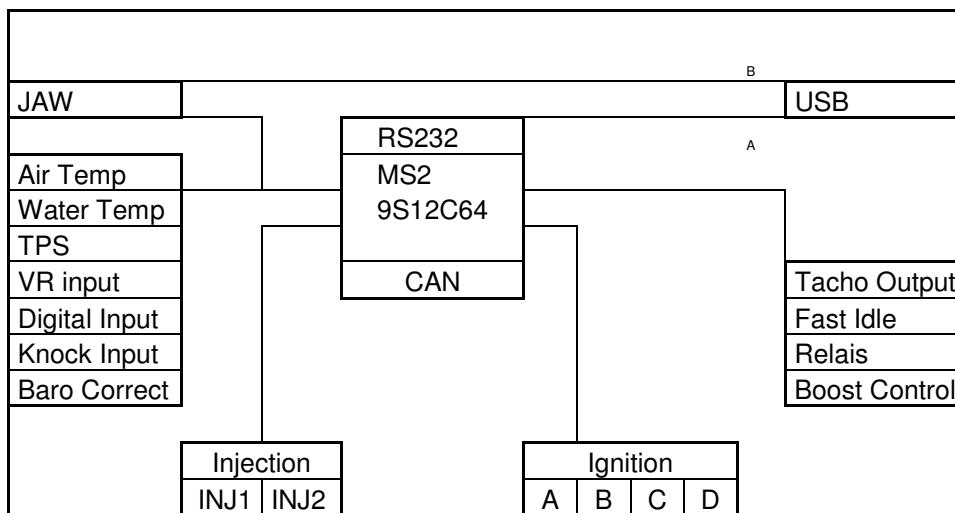 B
JAW
USB
RS232
A
Air Temp
MS2
Water Temp
9S12C64
TPS
VR input
CAN
Tacho Output
Digital Input
Fast Idle
Knock Input
Relais
Baro Correct
Boost Control
Injection
Ignition
INJ1 INJ2
A B C D